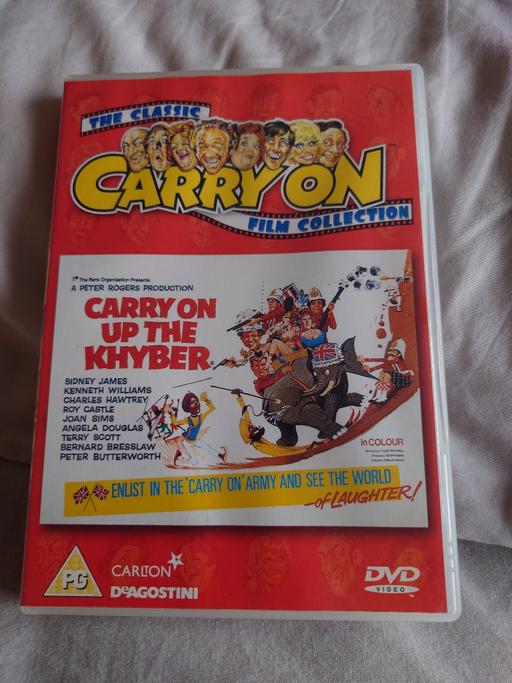 THE CLASSIC
CARRY ON
FILM COLLECTION
The Rank Organisation Presents
A PETER ROGERS PRODUCTION
CARRY ON
UP THE
KHYBER
SIDNEY JAMES
KENNETH WILLIAMS
CHARLES HAWTREY
ROY CASTLE
JOAN SIMS
ANGELA DOUGLAS
TERRY SCOTT
BERNARD BRESSLAW
PETER BUTTERWORTH
in COLOUR
ENLIST IN THE 'CARRY ON' ARMY AND SEE THE WORLD
-of LAUGHTER!
PG
CARLTON
DeAGOSTINI
DVD
VIDEO